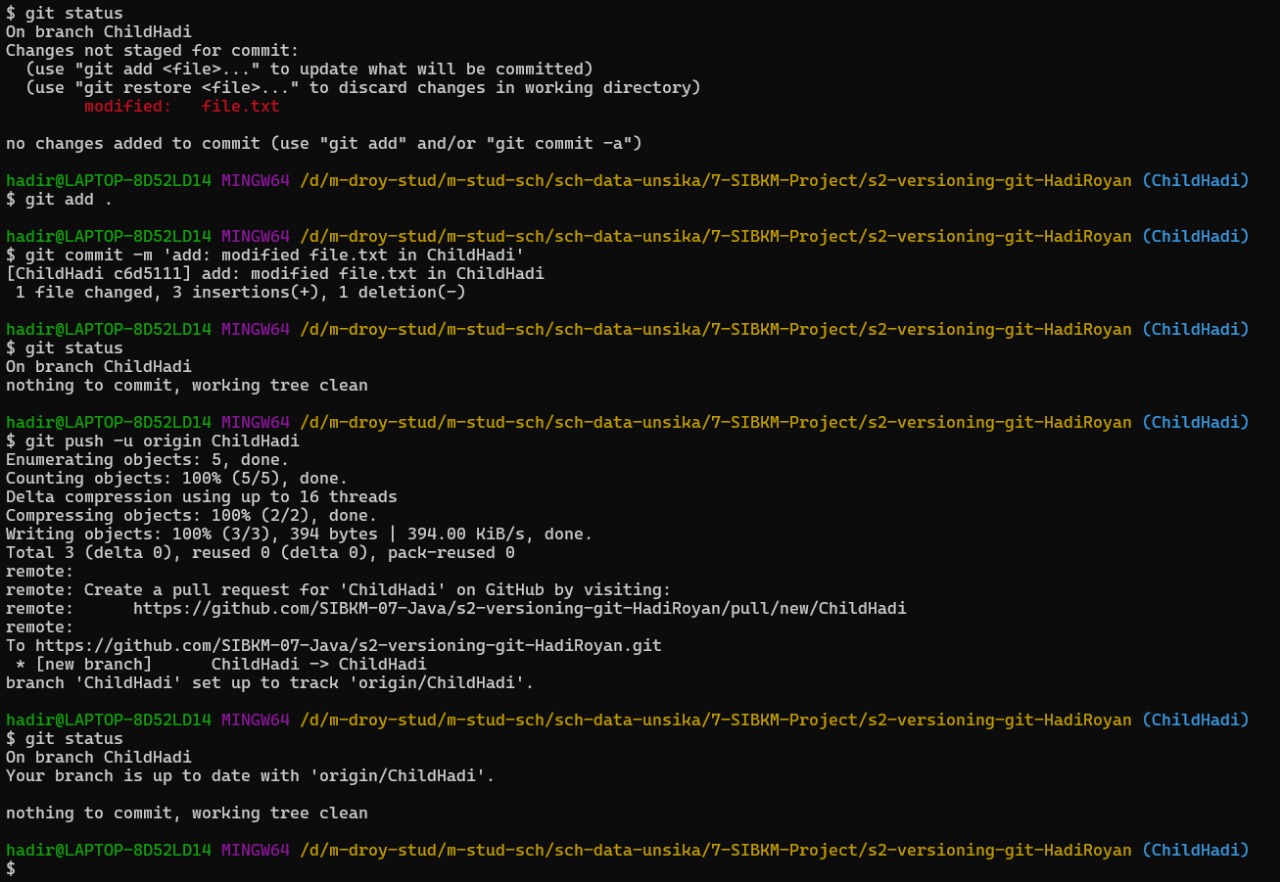 $ git status
On branch ChildHadi
Changes not staged for commit:
  (use "git add <file>..." to update what will be committed)
  (use "git restore <file>..." to discard changes in working directory)
        modified:   file.txt

no changes added to commit (use "git add" and/or "git commit -a")

hadir@LAPTOP-8D52LD14 MINGW64 /d/m-droy-stud/m-stud-sch/sch-data-unsika/7-SIBKM-Project/s2-versioning-git-HadiRoyan (ChildHadi)
$ git add .

hadir@LAPTOP-8D52LD14 MINGW64 /d/m-droy-stud/m-stud-sch/sch-data-unsika/7-SIBKM-Project/s2-versioning-git-HadiRoyan (ChildHadi)
$ git commit -m 'add: modified file.txt in ChildHadi'
[ChildHadi c6d5111] add: modified file.txt in ChildHadi
 1 file changed, 3 insertions(+), 1 deletion(-)

hadir@LAPTOP-8D52LD14 MINGW64 /d/m-droy-stud/m-stud-sch/sch-data-unsika/7-SIBKM-Project/s2-versioning-git-HadiRoyan (ChildHadi)
$ git status
On branch ChildHadi
nothing to commit, working tree clean

hadir@LAPTOP-8D52LD14 MINGW64 /d/m-droy-stud/m-stud-sch/sch-data-unsika/7-SIBKM-Project/s2-versioning-git-HadiRoyan (ChildHadi)
$ git push -u origin ChildHadi
Enumerating objects: 5, done.
Counting objects: 100% (5/5), done.
Delta compression using up to 16 threads
Compressing objects: 100% (2/2), done.
Writing objects: 100% (3/3), 394 bytes | 394.00 KiB/s, done.
Total 3 (delta 0), reused 0 (delta 0), pack-reused 0
remote:
remote: Create a pull request for 'ChildHadi' on GitHub by visiting:
remote:      https://github.com/SIBKM-07-Java/s2-versioning-git-HadiRoyan/pull/new/ChildHadi
remote:
To https://github.com/SIBKM-07-Java/s2-versioning-git-HadiRoyan.git
 * [new branch]      ChildHadi -> ChildHadi
branch 'ChildHadi' set up to track 'origin/ChildHadi'.

hadir@LAPTOP-8D52LD14 MINGW64 /d/m-droy-stud/m-stud-sch/sch-data-unsika/7-SIBKM-Project/s2-versioning-git-HadiRoyan (ChildHadi)
$ git status
On branch ChildHadi
Your branch is up to date with 'origin/ChildHadi'.

nothing to commit, working tree clean

hadir@LAPTOP-8D52LD14 MINGW64 /d/m-droy-stud/m-stud-sch/sch-data-unsika/7-SIBKM-Project/s2-versioning-git-HadiRoyan (ChildHadi)
$